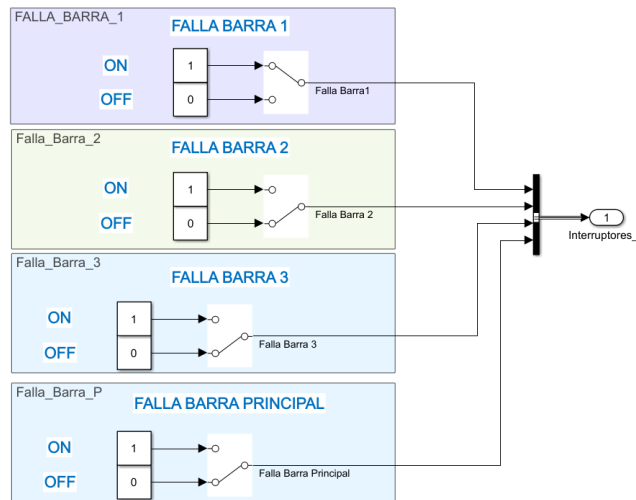 FALLA_BARRA_1
FALLA BARRA 1
ON
1
OFF
0
Falla Barra1
Falla_Barra_2
FALLA BARRA 2
ON
1
OFF
0
Falla Barra 2
1
Interruptores_
Falla_Barra_3
FALLA BARRA 3
ON
1
OFF
0
Falla Barra 3
Falla_Barra_P
FALLA BARRA PRINCIPAL
ON
1
OFF
0
Falla Barra Principal